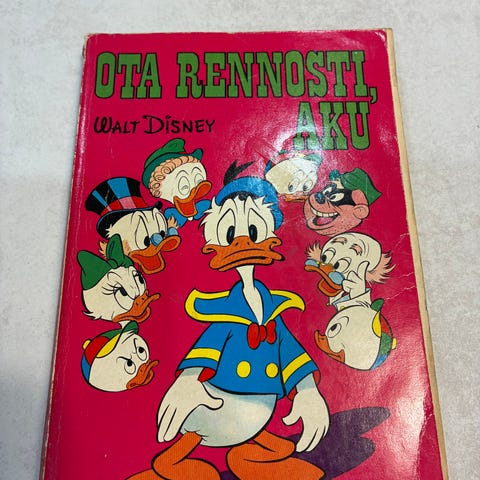 OTA RENNOSTI,
AKU
WALT DISNEY